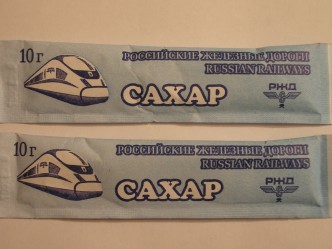 10 г
РОССИЙСКИЕ ЖЕЛЕЗНЫЕ ДОРОГИ
RUSSIAN RAILWAYS
САХАР
РЖД
10 г
РОССИЙСКИЕ ЖЕЛЕЗНЫЕ ДОРОГИ
RUSSIAN RAILWAYS
САХАР
РЖД